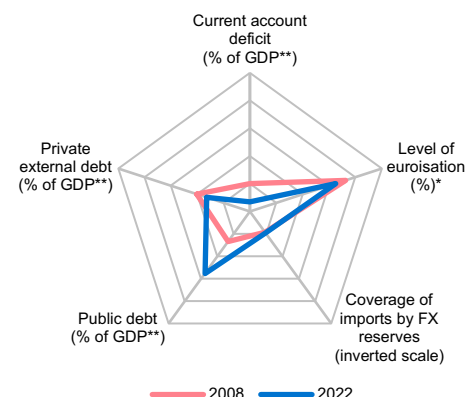 Current account
deficit
(% of GDP**)
Level of
euroisation
(%)*
Coverage of
imports by FX
reserves
(inverted scale)
Public debt
(% of GDP**)
Private
external debt
(% of GDP**)
2008
2022